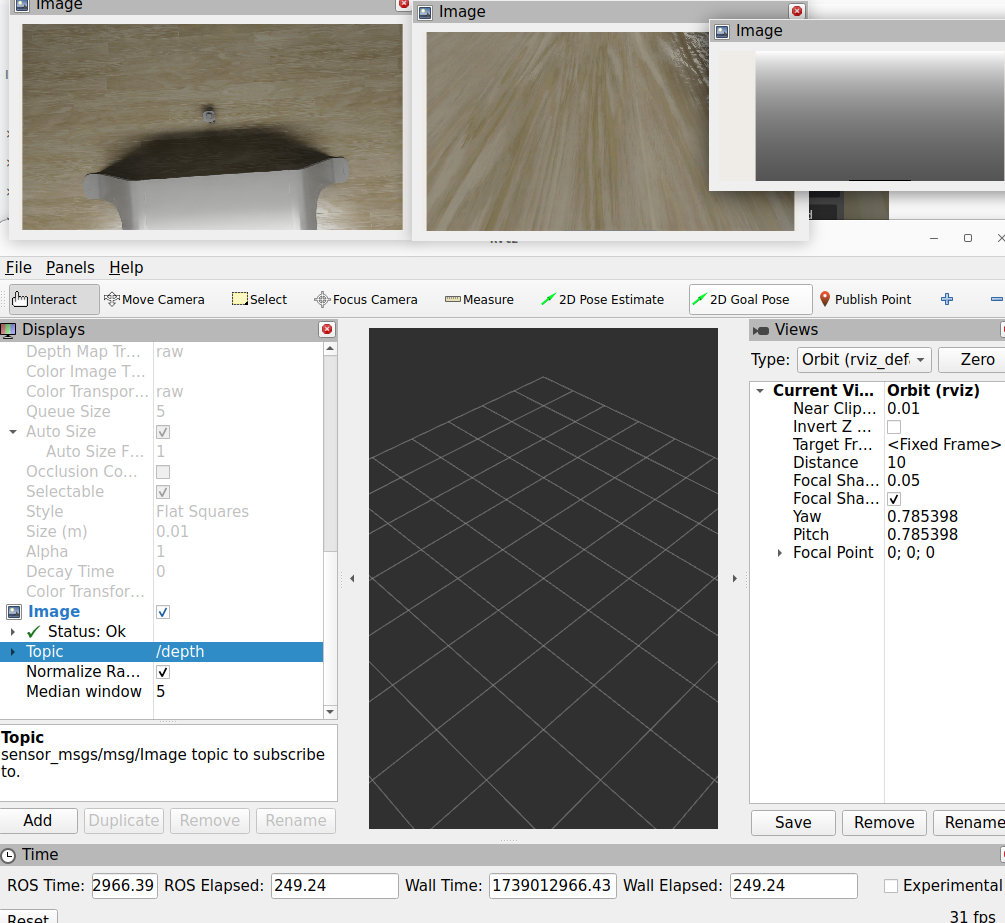 Image
Image
Image
File Panels Help
Interact Move Camera Select Focus Camera Measure 2D Pose Estimate 2D Goal Pose Publish Point
Displays
Depth Map Tr... raw
Color Image T...
Color Transpor... raw
Queue Size 5
Auto Size
Auto Size F... 1
Occlusion Co...
Selectable
Style Flat Squares
Size (m) 0.01
Alpha 1
Decay Time 0
Color Transfor...
Image
Status: Ok
Topic /depth
Normalize Ra...
Median window 5
Topic
sensor_msgs/msg/Image topic to subscribe
to.
Add Duplicate Remove Rename
Views
Type: Orbit (rviz_def Zero
Current Vi... Orbit (rviz)
Near Clip... 0.01
Invert Z ...
Target Fr... <Fixed Frame>
Distance 10
Focal Sha... 0.05
Focal Sha...
Yaw 0.785398
Pitch 0.785398
Focal Point 0; 0; 0
Save Remove Rename
Time
ROS Time: 2966.39 ROS Elapsed: 249.24 Wall Time: 1739012966.43 Wall Elapsed: 249.24 Experimental
Reset 31 fps